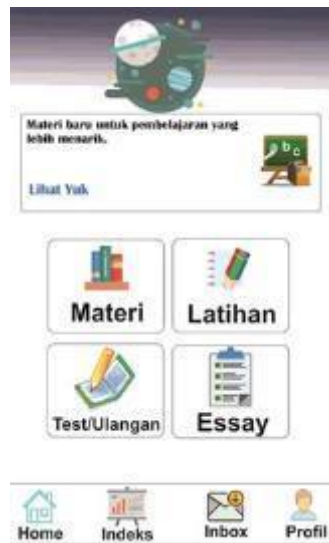 Materi baru untuk pembelajaran yang
lebih menarik.
a b c
Lihat Yuk
Materi Latihan
Test/Ulangan Essay
Home Indeks Inbox Profil